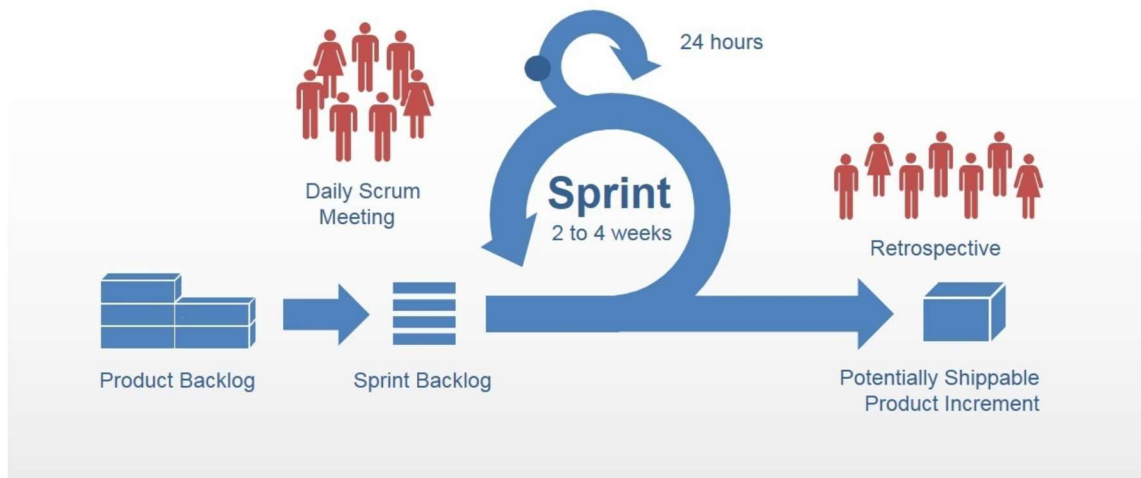 24 hours
Daily Scrum
Meeting
Sprint
2 to 4 weeks
Retrospective
Product Backlog
Sprint Backlog
Potentially Shippable
Product Increment